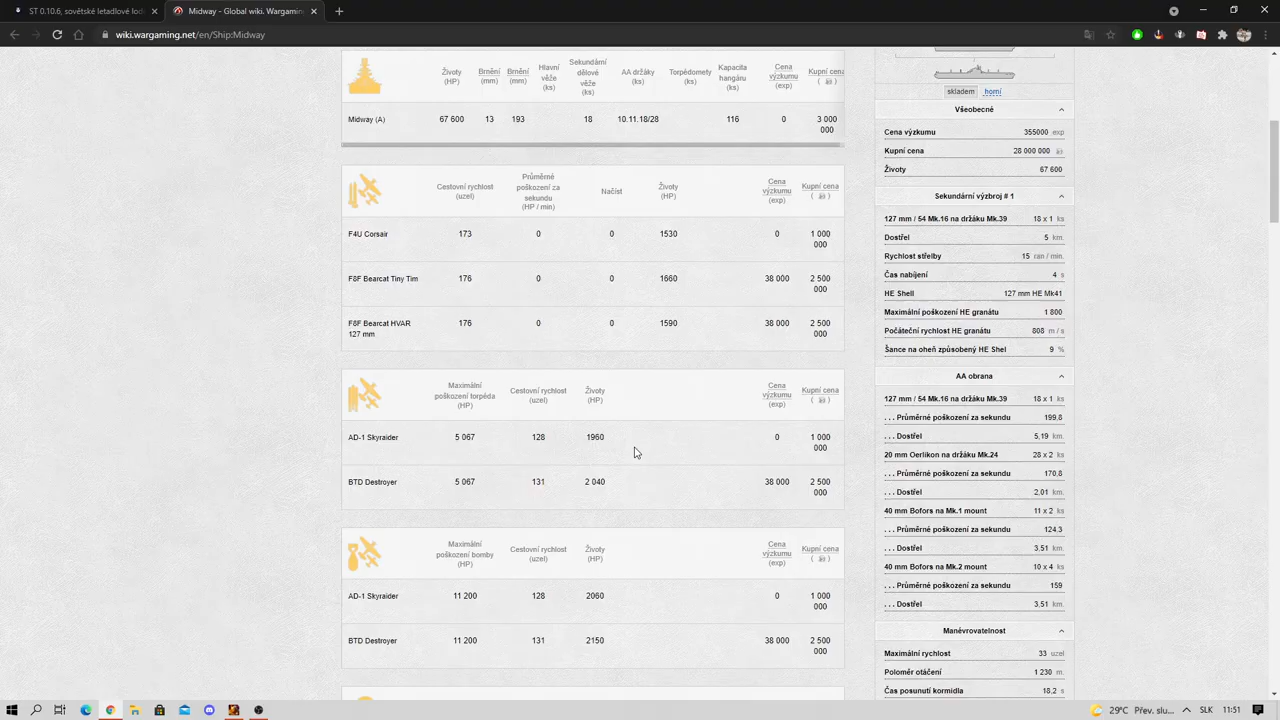 ST 0.10.6, sovětské letadlové lodi
Midway - Global wiki. Wargaming.
wiki.wargaming.net/en/Ship:Midway
Životy (HP) Brnění (mm) Brnění (mm) Hlavní věže (ks) Sekundární dělové věže (ks) AA držáky (ks) Torpédomety (ks) Kapacita hangáru (ks) Cena výzkumu (exp) Kupní cena
Midway (A) 67 600 13 193 18 10.11.18/28 116 0 3 000 000
Cestovní rychlost (uzel) Průměrné poškození za sekundu (HP / min) Načíst Životy (HP) Cena výzkumu (exp) Kupní cena
F4U Corsair 173 0 0 1530 0 1 000 000
F8F Bearcat Tiny Tim 176 0 0 1660 38 000 2 500 000
F8F Bearcat HVAR 127 mm 176 0 0 1590 38 000 2 500 000
Maximální poškození torpéda (HP) Cestovní rychlost (uzel) Životy (HP) Cena výzkumu (exp) Kupní cena
AD-1 Skyraider 5 067 128 1960 0 1 000 000
BTD Destroyer 5 067 131 2 040 38 000 2 500 000
Maximální poškození bomby (HP) Cestovní rychlost (uzel) Životy (HP) Cena výzkumu (exp) Kupní cena
AD-1 Skyraider 11 200 128 2060 0 1 000 000
BTD Destroyer 11 200 131 2150 38 000 2 500 000
skladem horní
Všeobecné
Cena výzkumu 355000 exp
Kupní cena 28 000 000
Životy 67 600
Sekundární výzbroj # 1
127 mm / 54 Mk.16 na držáku Mk.39 18 x 1 ks
Dostřel 5 km.
Rychlost střelby 15 ran / min.
Čas nabíjení 4 s
HE Shell 127 mm HE Mk41
Maximální poškození HE granátu 1 800
Počáteční rychlost HE granátu 808 m / s
Šance na oheň způsobený HE Shel 9 %
AA obrana
127 mm / 54 Mk.16 na držáku Mk.39 18 x 1 ks
. . . Průměrné poškození za sekundu 199,8
. . . Dostřel 5,19 km.
20 mm Oerlikon na držáku Mk.24 28 x 2 ks
. . . Průměrné poškození za sekundu 170,8
. . . Dostřel 2,01 km.
40 mm Bofors na Mk.1 mount 11 x 2 ks
. . . Průměrné poškození za sekundu 124.3
. . . Dostřel 3,51 km.
40 mm Bofors na Mk.2 mount 10 x 4 ks
. . . Průměrné poškození za sekundu 159
. . . Dostřel 3,51 km.
Manévrovatelnost
Maximální rychlost 33 uzel
Poloměr otáčení 1 230 m.
Čas posunutí kormidla 18,2 s
29°C Přev. slu... SLK 11:51